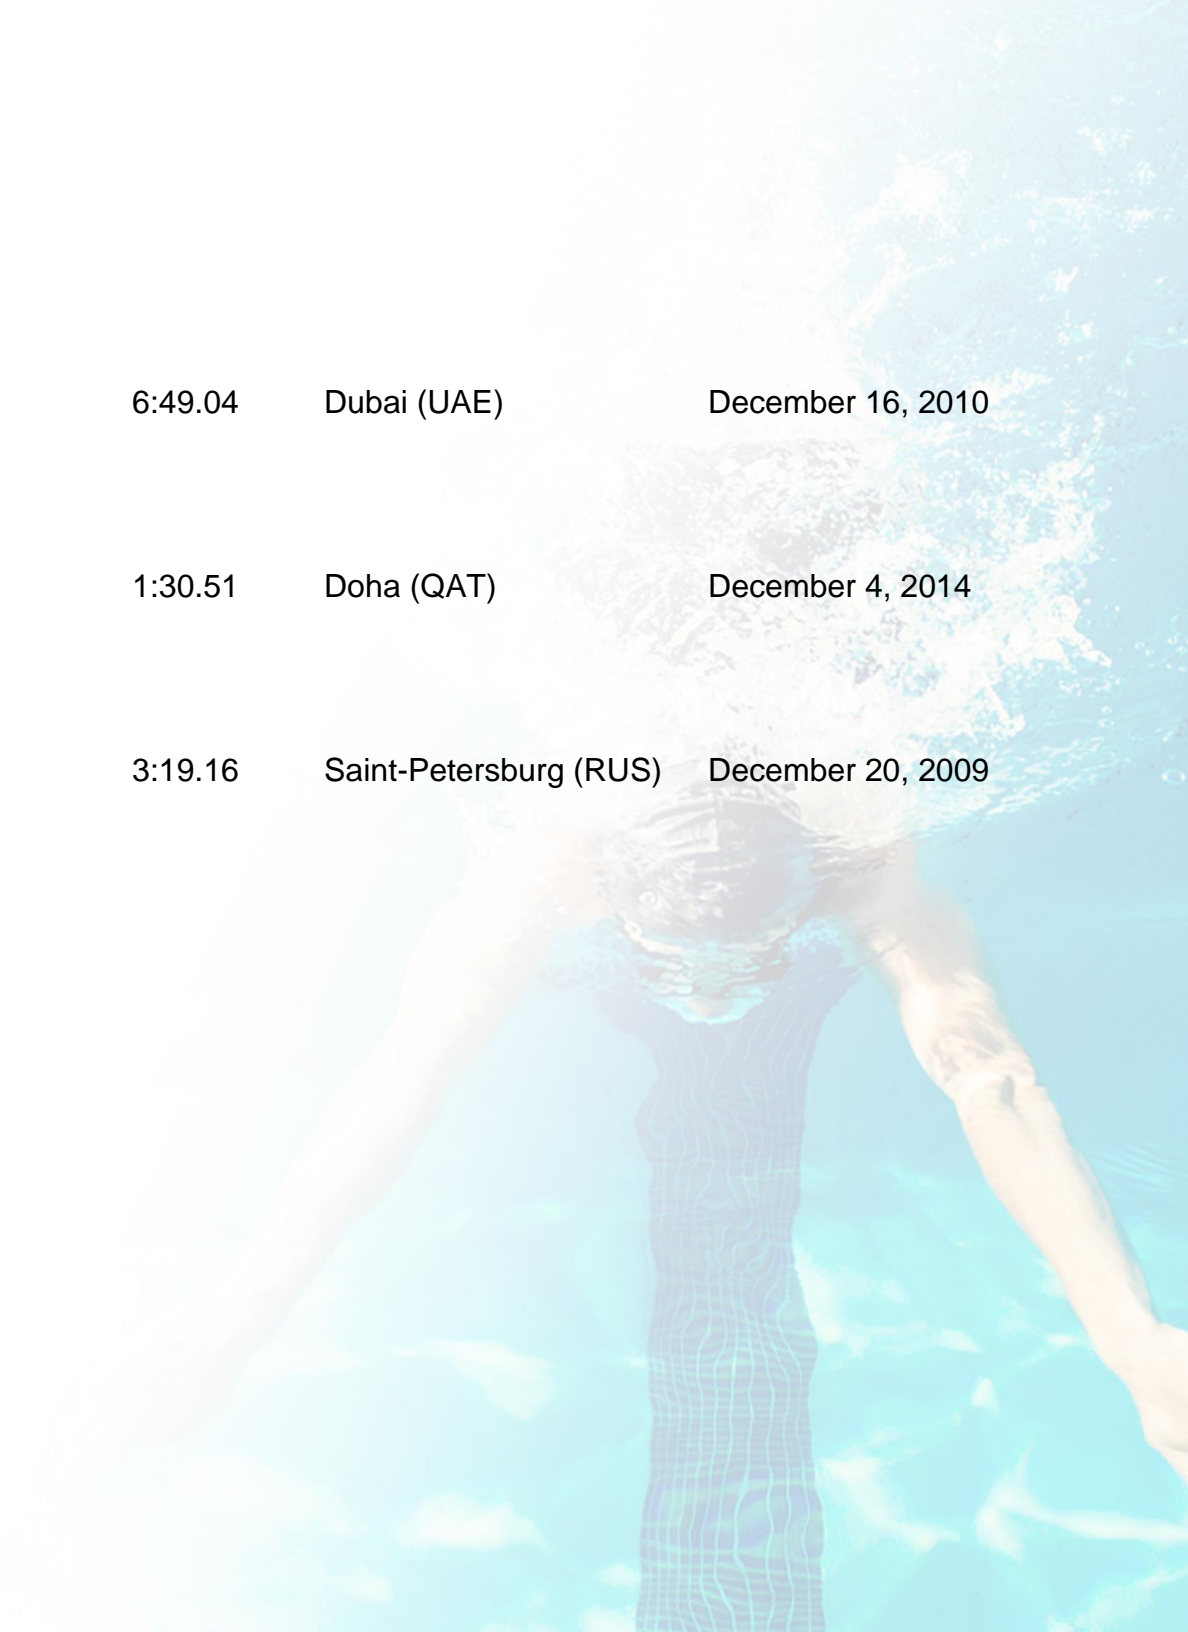 6:49.04 Dubai (UAE) December 16, 2010
1:30.51 Doha (QAT) December 4, 2014
3:19.16 Saint-Petersburg (RUS) December 20, 2009